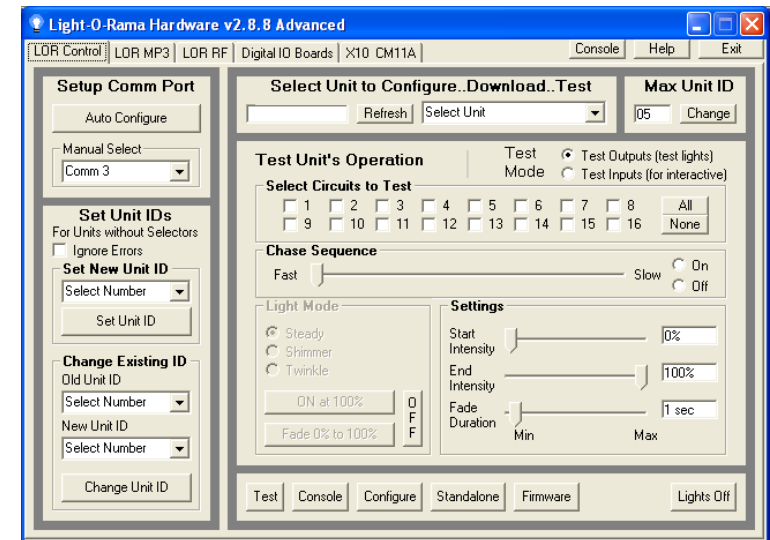 Light-O-Rama Hardware v2.8.8 Advanced
LOR Control LOR MP3 LOR RF Digital IO Boards X10 CM11A Console Help Exit
Setup Comm Port
Auto Configure
Manual Select
Comm 3
Set Unit IDs
For Units without Selectors
Ignore Errors
Set New Unit ID
Select Number
Set Unit ID
Change Existing ID
Old Unit ID
Select Number
New Unit ID
Select Number
Change Unit ID
Select Unit to Configure..Download..Test
Refresh Select Unit
Max Unit ID
05 Change
Test Unit's Operation
Test
Mode
Test Outputs (test lights)
Test Inputs (for interactive)
Select Circuits to Test
1 2 3 4 5 6 7 8 All
9 10 11 12 13 14 15 16 None
Chase Sequence
Fast Slow
On
Off
Light Mode
Steady
Shimmer
Twinkle
ON at 100%
Fade 0% to 100%
O
F
F
Settings
Start
Intensity
0%
End
Intensity
100%
Fade
Duration
1 sec
Min Max
Test Console Configure Standalone Firmware Lights Off